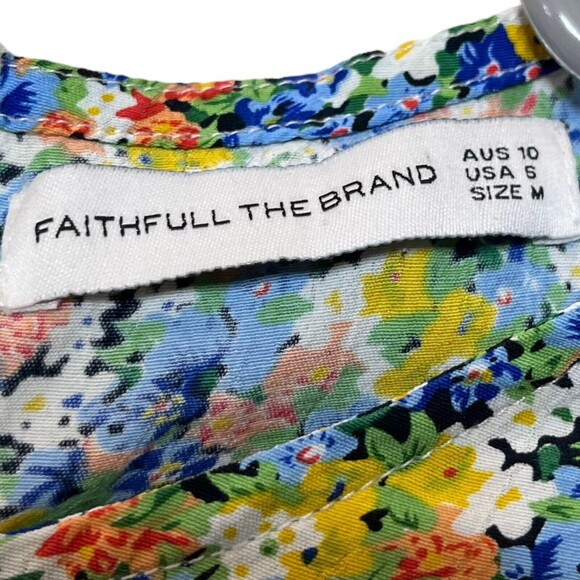 FAITHFULL THE BRAND
AUS 10
USA 6
SIZE M